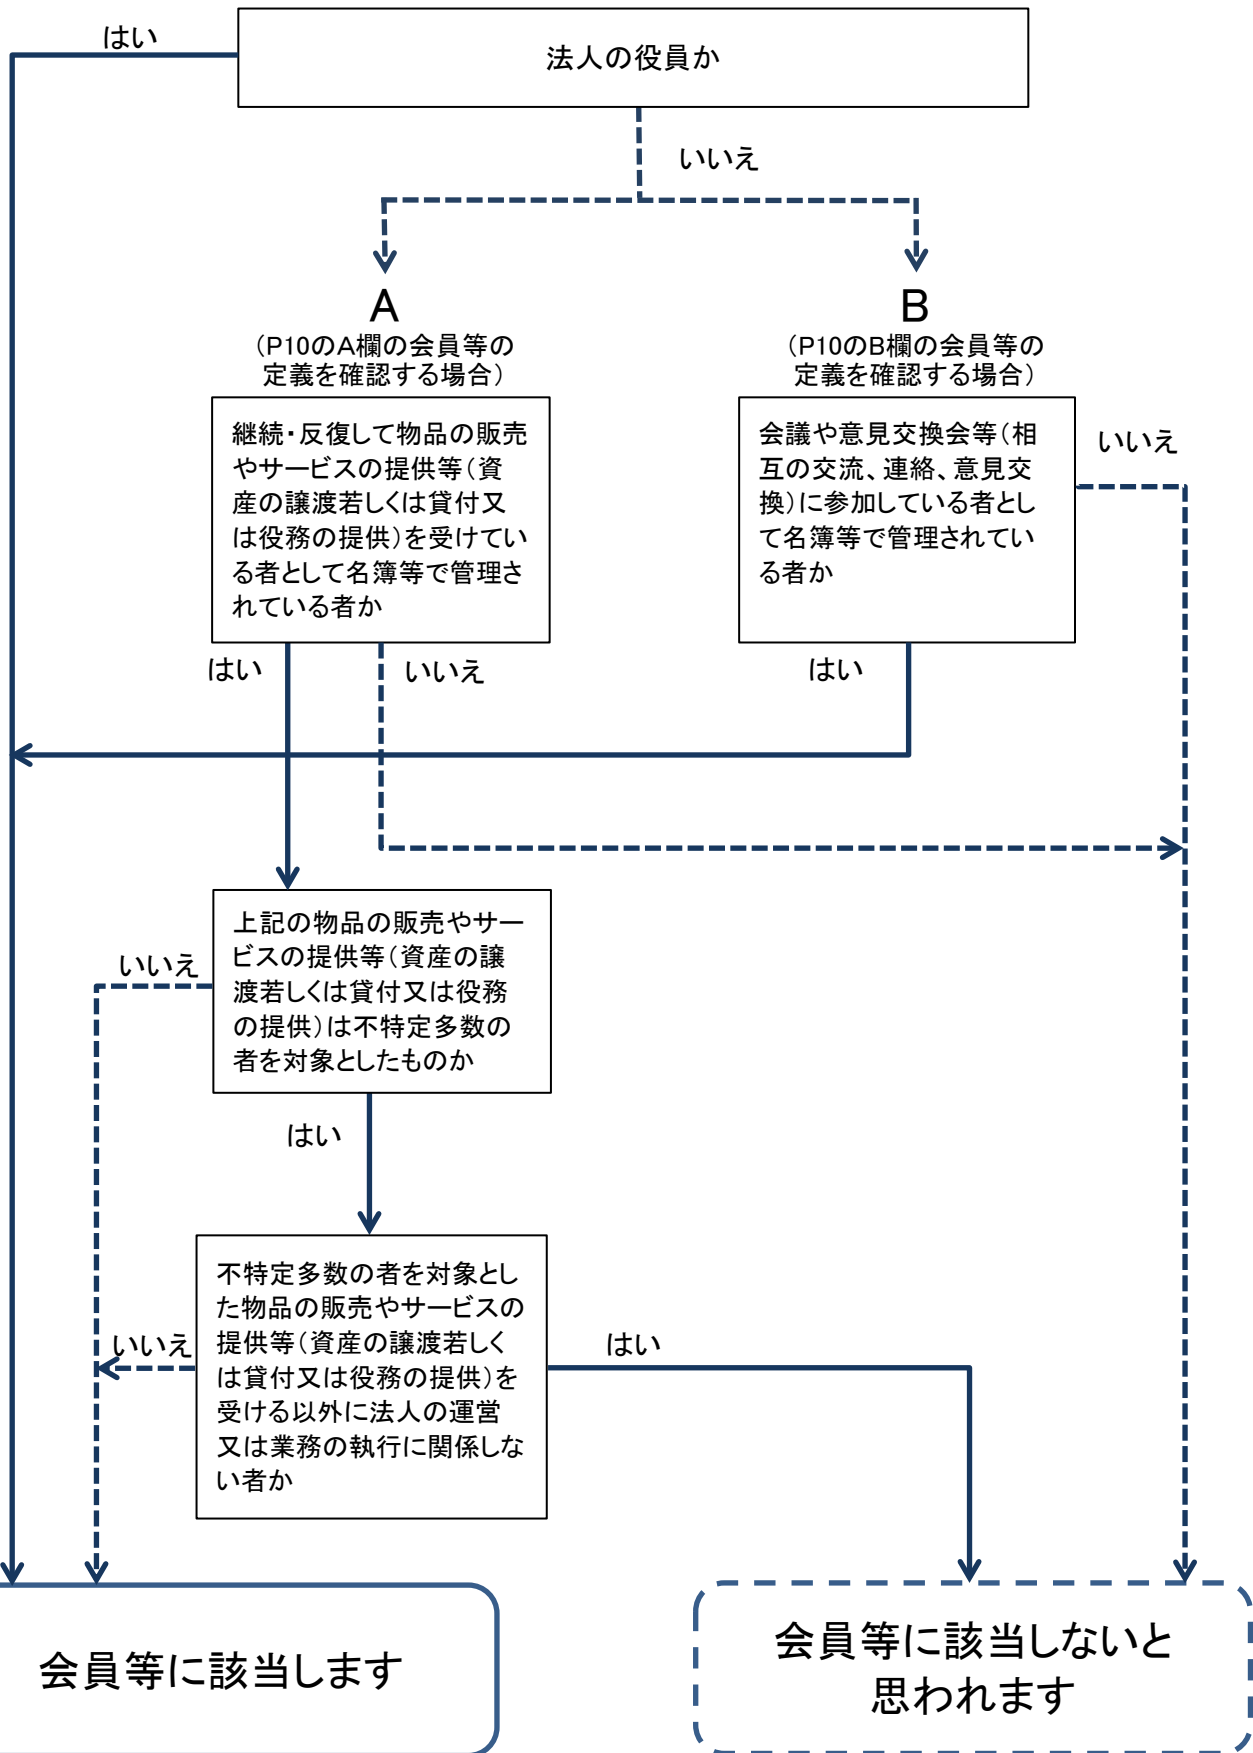 はい
法人の役員か
いいえ
A
（P10のA欄の会員等の
定義を確認する場合）
継続・反復して物品の販売
やサービスの提供等（資
産の譲渡若しくは貸付又
は役務の提供）を受けてい
る者として名簿等で管理さ
れている者か
はい
いいえ
B
（P10のB欄の会員等の
定義を確認する場合）
会議や意見交換会等（相
互の交流、連絡、意見交
換）に参加している者とし
て名簿等で管理されてい
る者か
いいえ
はい
上記の物品の販売やサー
ビスの提供等（資産の譲
渡若しくは貸付又は役務
の提供）は不特定多数の
者を対象としたものか
いいえ
はい
不特定多数の者を対象とし
た物品の販売やサービスの
提供等（資産の譲渡若しく
は貸付又は役務の提供）を
受ける以外に法人の運営
又は業務の執行に関係しな
い者か
いいえ
はい
会員等に該当します
会員等に該当しないと
思われます